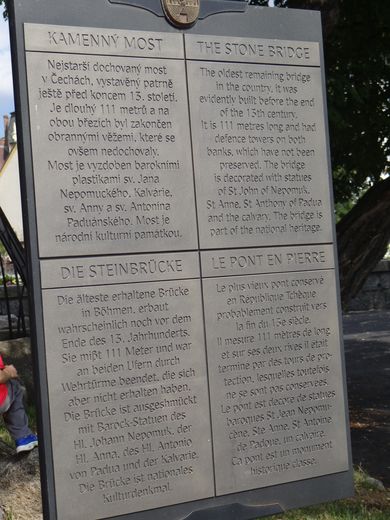 KAMENNÝ MOST
Nejstarší dochovaný most
v Čechách, vystavěný patrně
ještě před koncem 13. století.
Je dlouhý 111 metrů a na
obou březích byl zakončen
obrannými věžemi, které se
ovšem nedochovaly.
Most je vyzdoben barokními
plastikami sv. Jana
Nepomuckého, Kalvárie,
sv. Anny a sv. Antonína
Paduánského. Most je
národní kulturní památkou.
THE STONE BRIDGE
The oldest remaining bridge
in the country, it was
evidently built before the end
of the 13th century.
It is 111 metres long and had
defence towers on both
banks, which have not been
preserved. The bridge
is decorated with statues
of St John of Nepomuk,
St Anne, St Anthony of Padua
and the calvary. The bridge is
part of the national heritage.
DIE STEINBRÜCKE
Die älteste erhaltene Brücke
in Böhmen, erbaut
wahrscheinlich noch vor dem
Ende des 13. Jahrhunderts.
Sie mißt 111 Meter und war
an beiden Ufern durch
Wehrtürme beendet, die sich
aber nicht erhalten haben.
Die Brücke ist ausgeschmückt
mit Barock-Statuen des
Hl. Johann Nepomuk, der
Hl. Anna, des Hl. Antonio
von Padua und der Kalvarie.
Die Brücke ist nationales
kulturdenkmal.
LE PONT EN PIERRE
Le plus vieux pont conservé
en République Tchèque
probablement construit vers
la fin du 13e siècle.
Il mesure 111 mètres de long
et sur ses deux rives il était
terminé par des tours de pro-
tection, lesquelles toutefois
ne se sont pas conservées.
Le pont est décoré de statues
baroques St Jean Nepomu-
cène, Ste Anne, St Antoine
de Padoue, un calvaire.
Ca pont est un monument
historique classé.